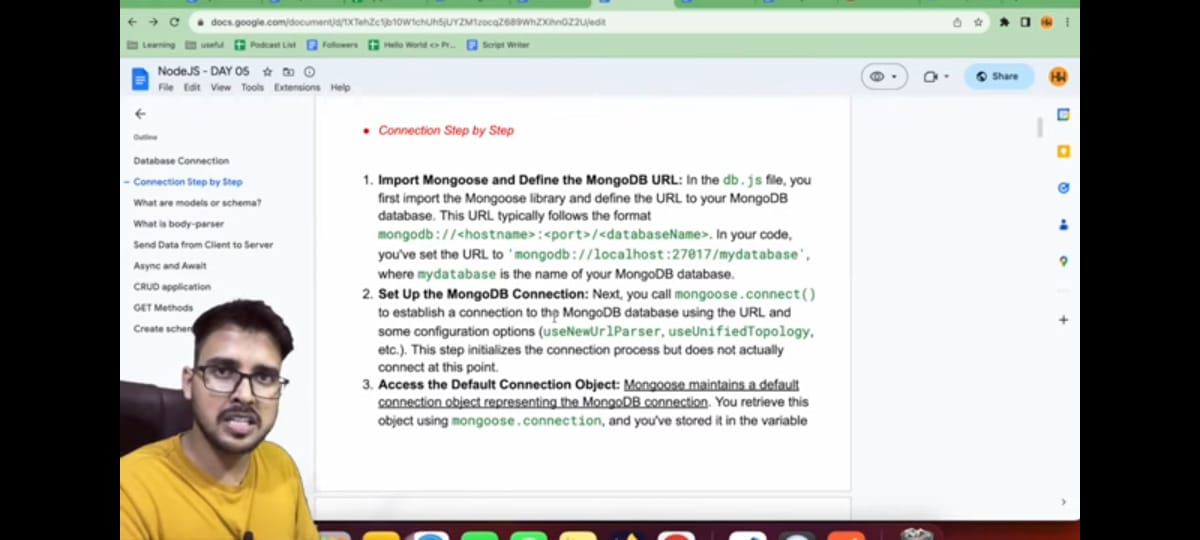 docs.google.com/document/d/1XTehZc1jb10W1chUh5jUYZM1zocqZ689WhZXihnGZ2U/edit
Learning useful Podcast List Followers Hello World <> Pr... Script Writer
NodeJS - DAY 05
File Edit View Tools Extensions Help
Share
HW
Outline
Database Connection
Connection Step by Step
What are models or schema?
What is body-parser
Send Data from Client to Server
Async and Await
CRUD application
GET Methods
Create schem
• Connection Step by Step
1. Import Mongoose and Define the MongoDB URL: In the db.js file, you
first import the Mongoose library and define the URL to your MongoDB
database. This URL typically follows the format
mongodb://<hostname>:<port>/<databaseName>. In your code,
you've set the URL to 'mongodb://localhost:27017/mydatabase',
where mydatabase is the name of your MongoDB database.
2. Set Up the MongoDB Connection: Next, you call mongoose.connect()
to establish a connection to the MongoDB database using the URL and
some configuration options (useNewUrlParser, useUnifiedTopology,
etc.). This step initializes the connection process but does not actually
connect at this point.
3. Access the Default Connection Object: Mongoose maintains a default
connection object representing the MongoDB connection. You retrieve this
object using mongoose.connection, and you've stored it in the variable